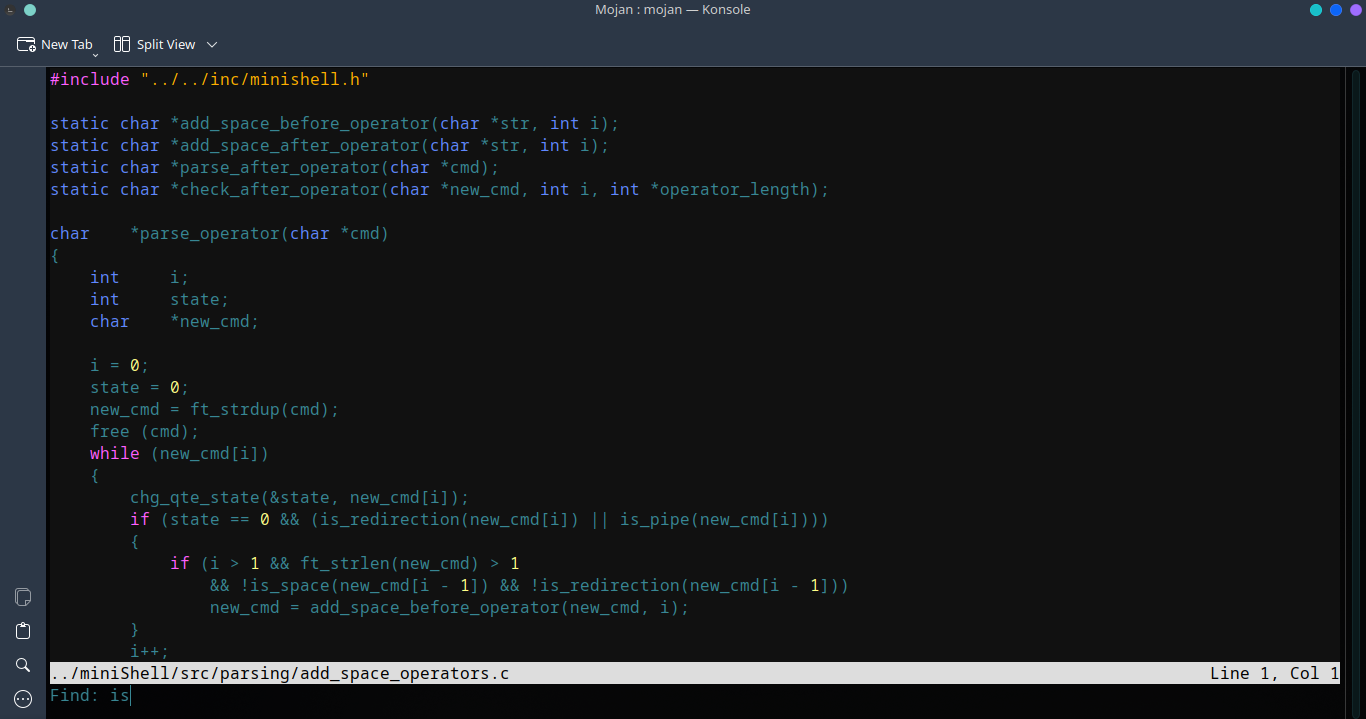 Mojan : mojan — Konsole
New Tab
Split View
#include "../../inc/minishell.h"
static char *add_space_before_operator(char *str, int i);
static char *add_space_after_operator(char *str, int i);
static char *parse_after_operator(char *cmd);
static char *check_after_operator(char *new_cmd, int i, int *operator_length);
char    *parse_operator(char *cmd)
{
    int     i;
    int     state;
    char    *new_cmd;
    i = 0;
    state = 0;
    new_cmd = ft_strdup(cmd);
    free (cmd);
    while (new_cmd[i])
    {
        chg_qte_state(&state, new_cmd[i]);
        if (state == 0 && (is_redirection(new_cmd[i]) || is_pipe(new_cmd[i])))
        {
            if (i > 1 && ft_strlen(new_cmd) > 1
                && !is_space(new_cmd[i - 1]) && !is_redirection(new_cmd[i - 1]))
                new_cmd = add_space_before_operator(new_cmd, i);
        }
        i++;
../miniShell/src/parsing/add_space_operators.c Line 1, Col 1
Find: is